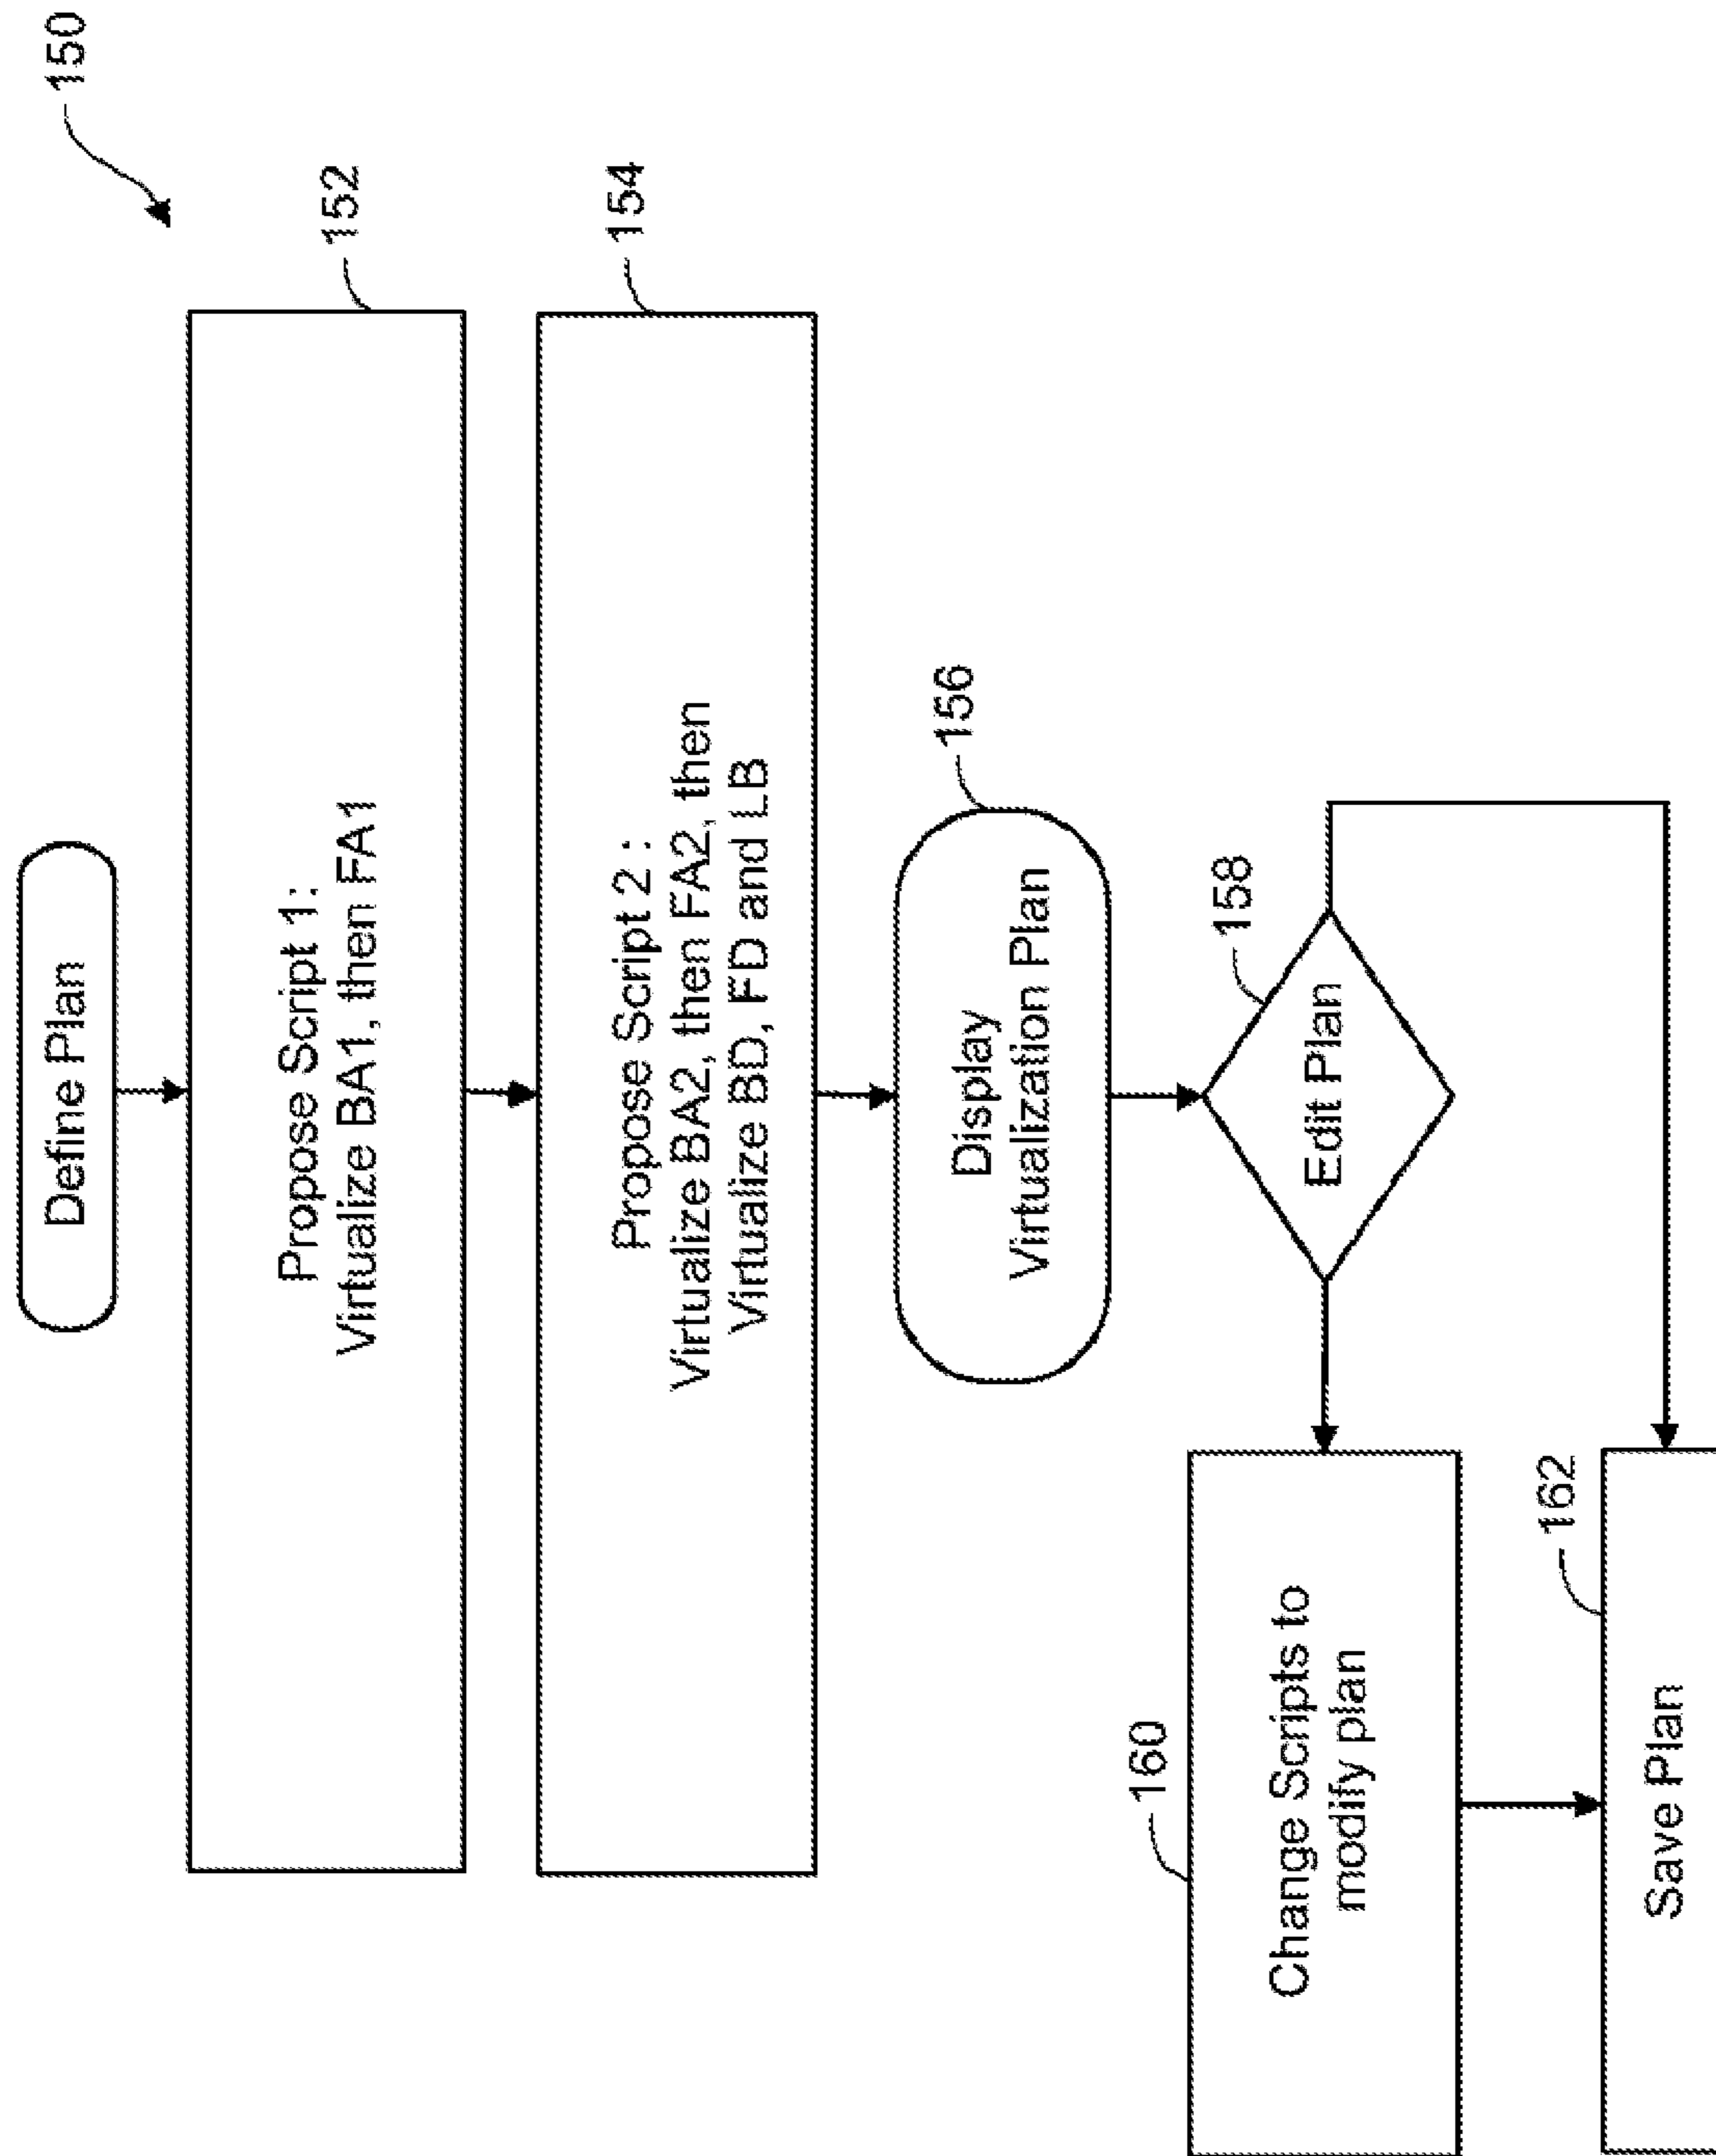 150
Define Plan
152
Propose Script 1:
Virtualize BA1, then FA1
154
Propose Script 2 :
Virtualize BA2, then FA2, then
Virtualize BD, FD and LB
156
Display
Virtualization Plan
158
Edit Plan
160
Change Scripts to
modify plan
162
Save Plan